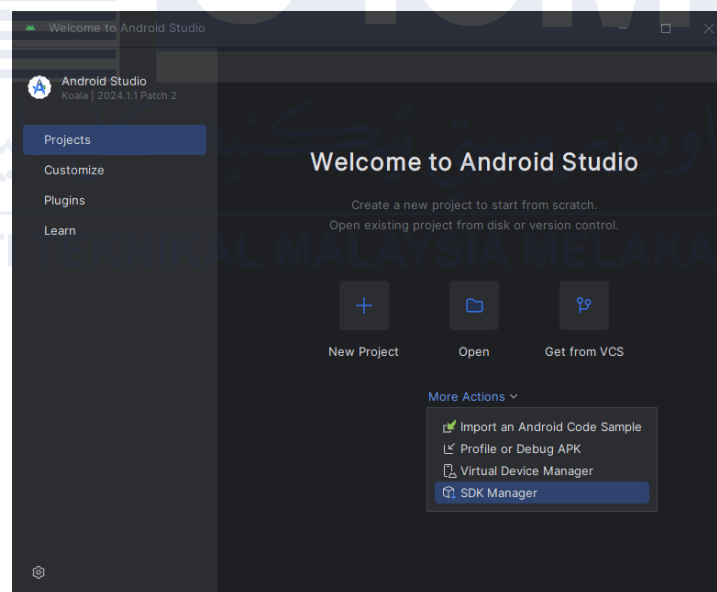 Welcome to Android Studio
Android Studio
Koala | 2024.1.1 Patch 2
Projects
Customize
Plugins
Learn
Welcome to Android Studio
Create a new project to start from scratch.
Open existing project from disk or version control.
TEKNIKAL MALAYSIA MELAKA
New Project
Open
Get from VCS
More Actions
Import an Android Code Sample
Profile or Debug APK
Virtual Device Manager
SDK Manager